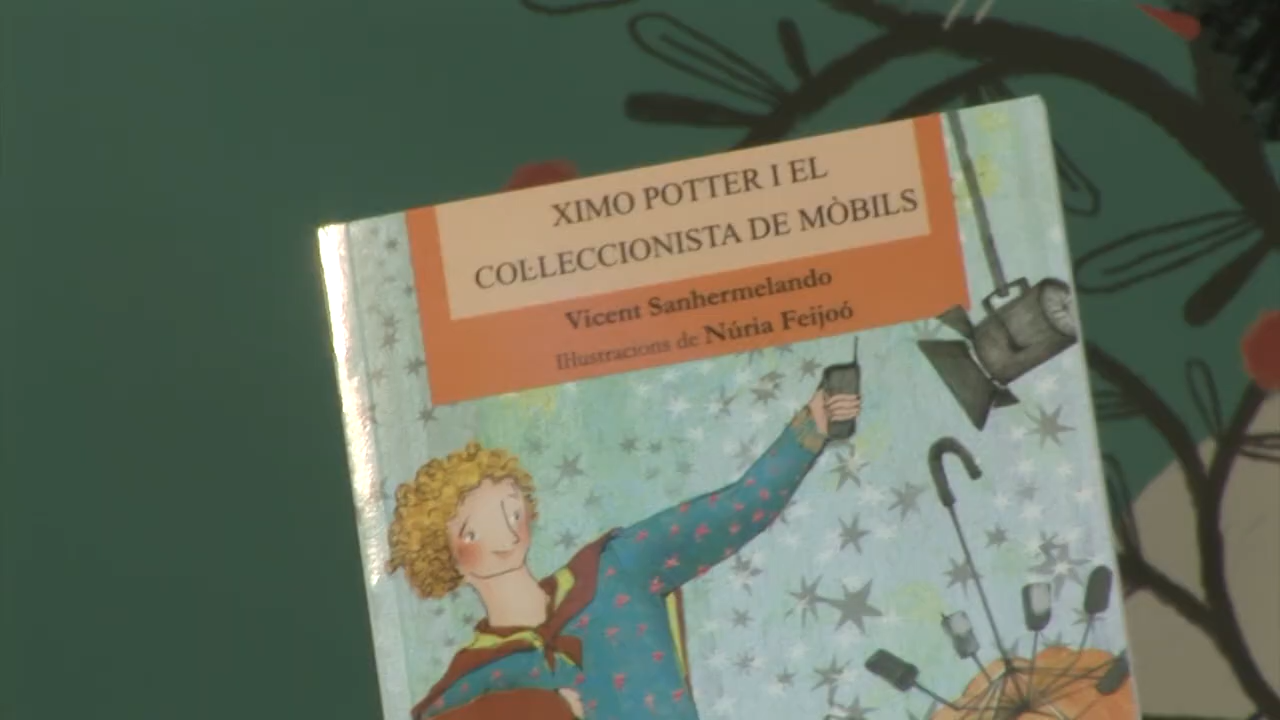 XIMO POTTER I EL
COL·LECCIONISTA DE MÒBILS
Vicent Sanhermelando
Il·lustracions de Núria Feijoó